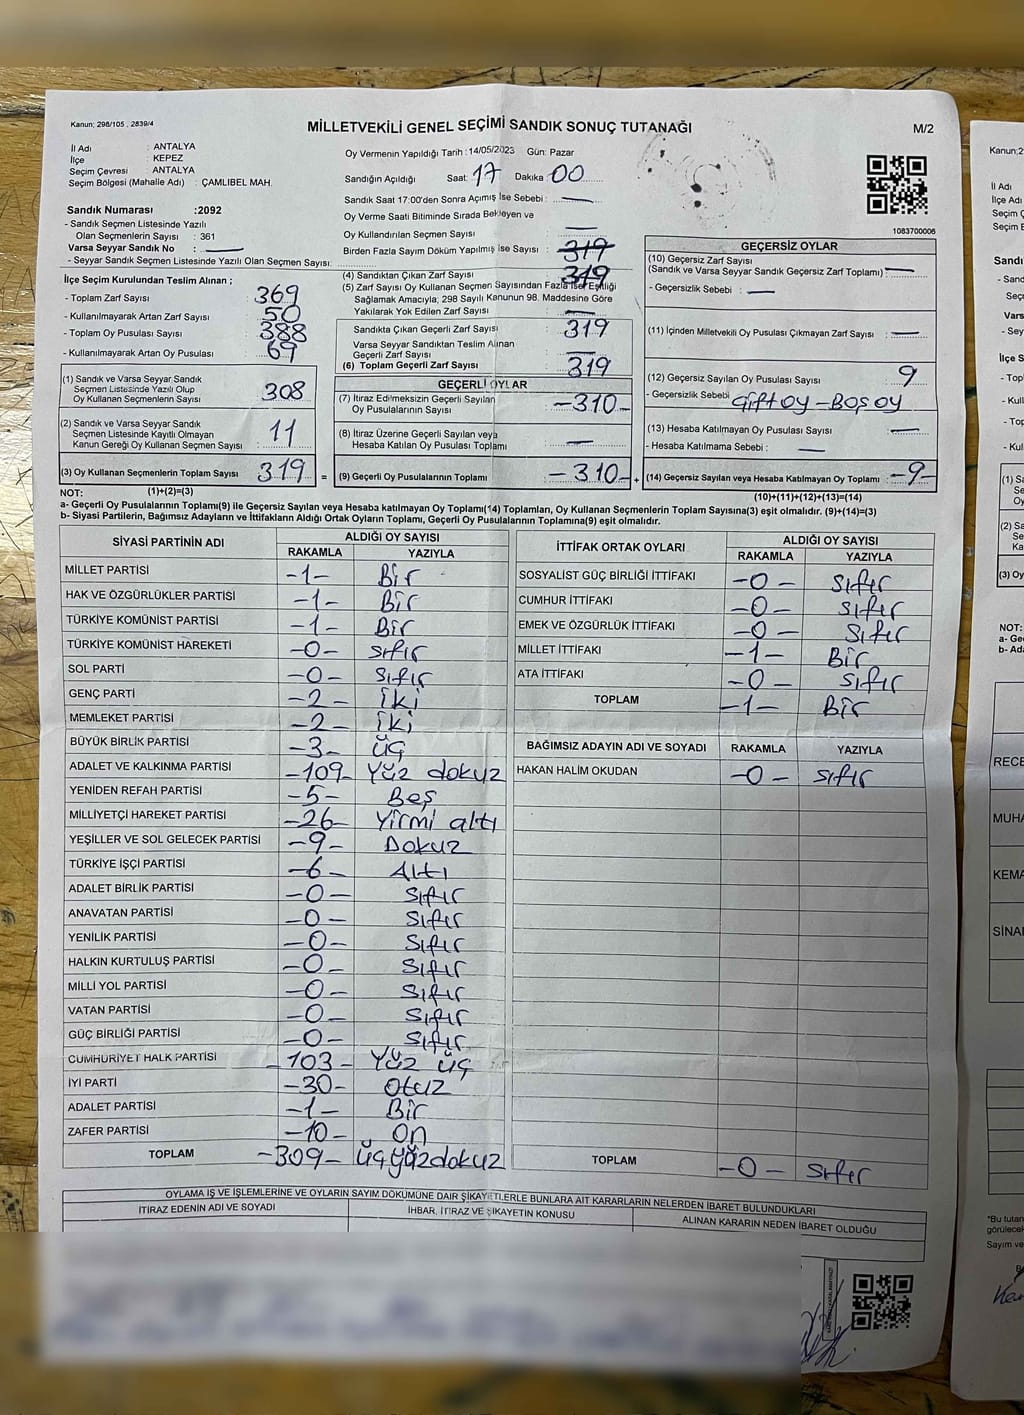 Kanun; 298/105 , 2839/4
MİLLETVEKİLİ GENEL SEÇİMİ SANDIK SONUÇ TUTANAĞI
M/2
İl Adı : ANTALYA
İlçe : KEPEZ
Seçim Çevresi : ANTALYA
Seçim Bölgesi (Mahalle Adı) : ÇAMLIBEL MAH.
Sandık Numarası :2092
- Sandık Seçmen Listesinde Yazılı
Olan Seçmenlerin Sayısı : 361
Varsa Seyyar Sandık No :
- Seyyar Sandık Seçmen Listesinde Yazılı Olan Seçmen Sayısı:
Oy Vermenin Yapıldığı Tarih :14/05/2023 Gün: Pazar
Sandığın Açıldığı Saat: 17 Dakika 00
Sandık Saat 17:00'den Sonra Açımış İse Sebebi :
Oy Verme Saati Bitiminde Sırada Bekleyen ve
Oy Kullandırılan Seçmen Sayısı :
Birden Fazla Sayım Döküm Yapılmış İse Sayısı : 319
1083700006
İlçe Seçim Kurulundan Teslim Alınan ;
- Toplam Zarf Sayısı : 369
- Kullanılmayarak Artan Zarf Sayısı : 50
- Toplam Oy Pusulası Sayısı : 388
- Kullanılmayarak Artan Oy Pusulası : 69
(1) Sandık ve Varsa Seyyar Sandık
Seçmen Listesinde Yazılı Olup
Oy Kullanan Seçmenlerin Sayısı : 308
(2) Sandık ve Varsa Seyyar Sandık
Seçmen Listesinde Kayıtlı Olmayan
Kanun Gereği Oy Kullanan Seçmen Sayısı : 11
(3) Oy Kullanan Seçmenlerin Toplam Sayısı : 319 =
(4) Sandıktan Çıkan Zarf Sayısı : 319
(5) Zarf Sayısı Oy Kullanan Seçmen Sayısından Fazla İse, Eşitliği
Sağlamak Amacıyla, 298 Sayılı Kanunun 98. Maddesine Göre
Yakılarak Yok Edilen Zarf Sayısı :
Sandıkta Çıkan Geçerli Zarf Sayısı : 319
Varsa Seyyar Sandıktan Teslim Alınan
Geçerli Zarf Sayısı :
(6) Toplam Geçerli Zarf Sayısı : 319
GEÇERLİ OYLAR
(7) İtiraz Edilmeksizin Geçerli Sayılan
Oy Pusulasının Sayısı : -310-
(8) İtiraz Üzerine Geçerli Sayılan veya
Hesaba Katılan Oy Pusulası Toplamı :
(9) Geçerli Oy Pusulalarının Toplamı : -310- +
GEÇERSİZ OYLAR
(10) Geçersiz Zarf Sayısı
(Sandık ve Varsa Seyyar Sandık Geçersiz Zarf Toplamı) :
- Geçersizlik Sebebi :
(11) İçinden Milletvekili Oy Pusulası Çıkmayan Zarf Sayısı :
(12) Geçersiz Sayılan Oy Pusulası Sayısı : 9
- Geçersizlik Sebebi : Çift oy - Boş oy
(13) Hesaba Katılmayan Oy Pusulası Sayısı :
- Hesaba Katılmama Sebebi :
(14) Geçersiz Sayılan veya Hesaba Katılmayan Oy Toplamı : -9-
NOT: (1)+(2)=(3)
(10)+(11)+(12)+(13)=(14)
a- Geçerli Oy Pusulalarının Toplamı(9) ile Geçersiz Sayılan veya Hesaba Katılmayan Oy Toplamı(14) Toplamları, Oy Kullanan Seçmenlerin Toplam Sayısına(3) eşit olmalıdır. (9)+(14)=(3)
b- Siyasi Partilerin, Bağımsız Adayların ve İttifakların Aldığı Ortak Oyların Toplamı, Geçerli Oy Pusulalarının Toplamına(9) eşit olmalıdır.
SİYASİ PARTİNİN ADI ALDIĞI OY SAYISI
RAKAMLA YAZIYLA
MİLLET PARTİSİ -1- Bir
HAK VE ÖZGÜRLÜKLER PARTİSİ -1- Bir
TÜRKİYE KOMÜNİST PARTİSİ -1- Bir
TÜRKİYE KOMÜNİST HAREKETİ -0- sıfır
SOL PARTİ -0- sıfır
GENÇ PARTİ -2- iki
MEMLEKET PARTİSİ -2- iki
BÜYÜK BİRLİK PARTİSİ -3- üç
ADALET VE KALKINMA PARTİSİ -109- Yüz dokuz
YENİDEN REFAH PARTİSİ -5- Beş
MİLLİYETÇİ HAREKET PARTİSİ -26- Yirmi altı
YEŞİLLER VE SOL GELECEK PARTİSİ -9- Dokuz
TÜRKİYE İŞÇİ PARTİSİ -6- Altı
ADALET BİRLİK PARTİSİ -0- sıfır
ANAVATAN PARTİSİ -0- sıfır
YENİLİK PARTİSİ -0- sıfır
HALKIN KURTULUŞ PARTİSİ -0- sıfır
MİLLİ YOL PARTİSİ -0- sıfır
VATAN PARTİSİ -0- sıfır
GÜÇ BİRLİĞİ PARTİSİ -0- sıfır
CUMHURİYET HALK PARTİSİ -103- Yüz üç
İYİ PARTİ -30- otuz
ADALET PARTİSİ -1- Bir
ZAFER PARTİSİ -10- on
TOPLAM -309- üçyüzdokuz
İTTİFAK ORTAK OYLARI ALDIĞI OY SAYISI
RAKAMLA YAZIYLA
SOSYALİST GÜÇ BİRLİĞİ İTTİFAKI -0- sıfır
CUMHUR İTTİFAKI -0- sıfır
EMEK VE ÖZGÜRLÜK İTTİFAKI -0- sıfır
MİLLET İTTİFAKI -1- Bir
ATA İTTİFAKI -0- sıfır
TOPLAM -1- Bir
BAĞIMSIZ ADAYIN ADI VE SOYADI RAKAMLA YAZIYLA
HAKAN HALİM OKUDAN -0- sıfır
TOPLAM -0- sıfır
OYLAMA İŞ VE İŞLEMLERİNE VE OYLARIN SAYIM DÖKÜMÜNE DAİR ŞİKAYETLERLE BUNLARA AİT KARARLARIN NELERDEN İBARET BULUNDUKLARI
İTİRAZ EDENİN ADI VE SOYADI İHBAR, İTİRAZ VE ŞİKAYETİN KONUSU ALINAN KARARIN NEDEN İBARET OLDUĞU
Kanun;2
İl Adı
İlçe Adı
Seçim
NOT:
a- Ge
b- Ada
RECE
MUHA
KEMA
SİNA
*Bu tutan
görülecek
Sayım ve